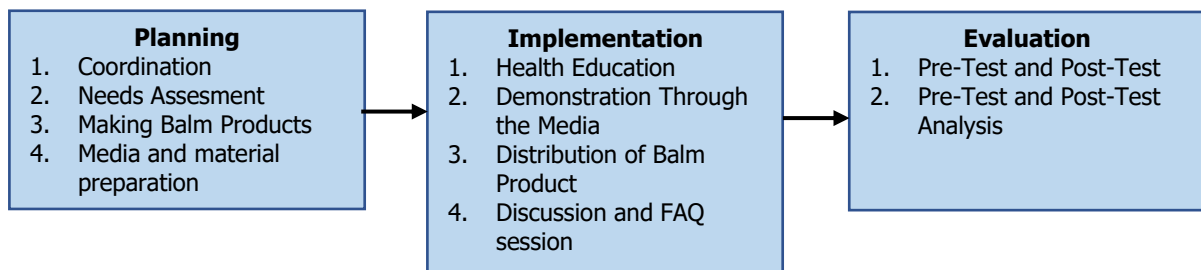 Planning
1. Coordination
2. Needs Assesment
3. Making Balm Products
4. Media and material
preparation
Implementation
1. Health Education
2. Demonstration Through
the Media
3. Distribution of Balm
Product
4. Discussion and FAQ
session
Evaluation
1. Pre-Test and Post-Test
2. Pre-Test and Post-Test
Analysis